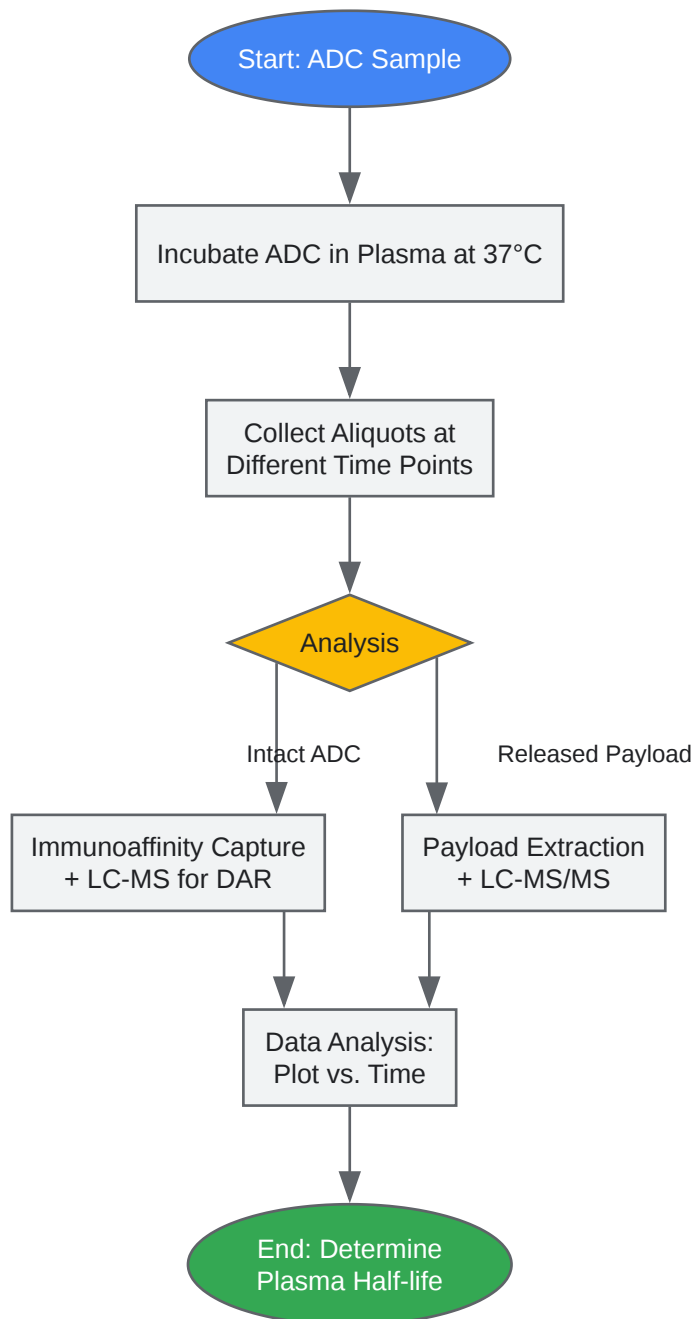 Start: ADC Sample
Incubate ADC in Plasma at 37°C
Collect Aliquots at
Different Time Points
Analysis
Intact ADC
Released Payload
Immunoaffinity Capture
+ LC-MS for DAR
Payload Extraction
+ LC-MS/MS
Data Analysis:
Plot vs. Time
End: Determine
Plasma Half-life